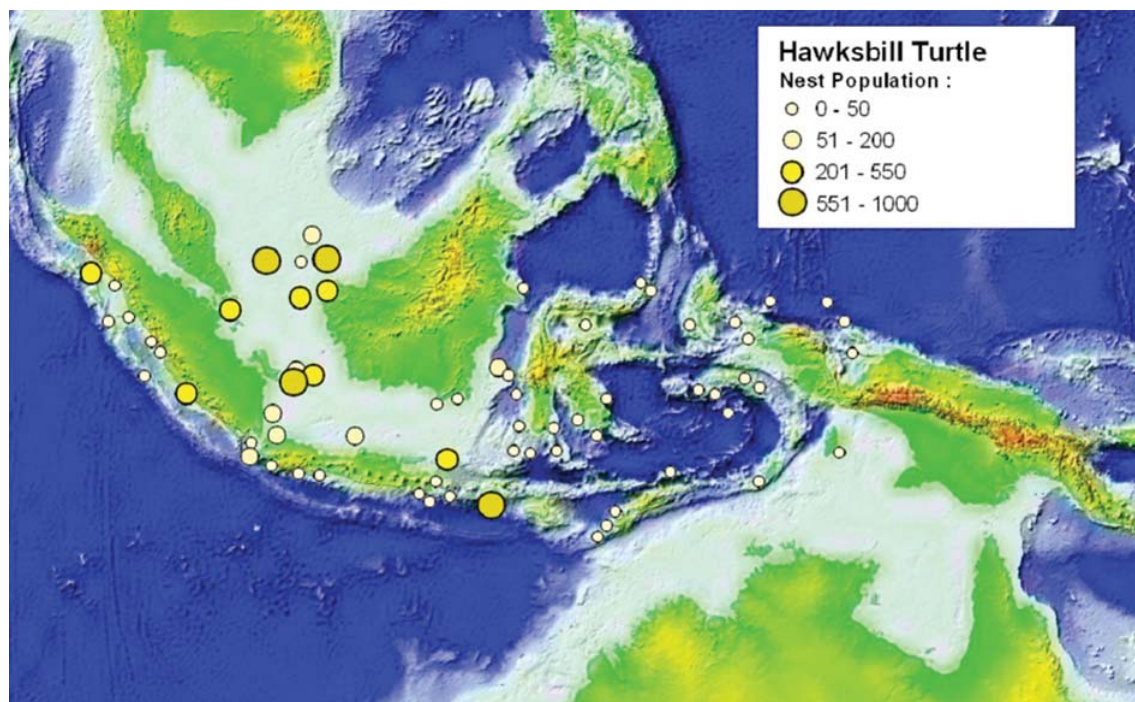 Hawksbill Turtle
Nest Population :
0 - 50
51 - 200
201 - 550
551 - 1000